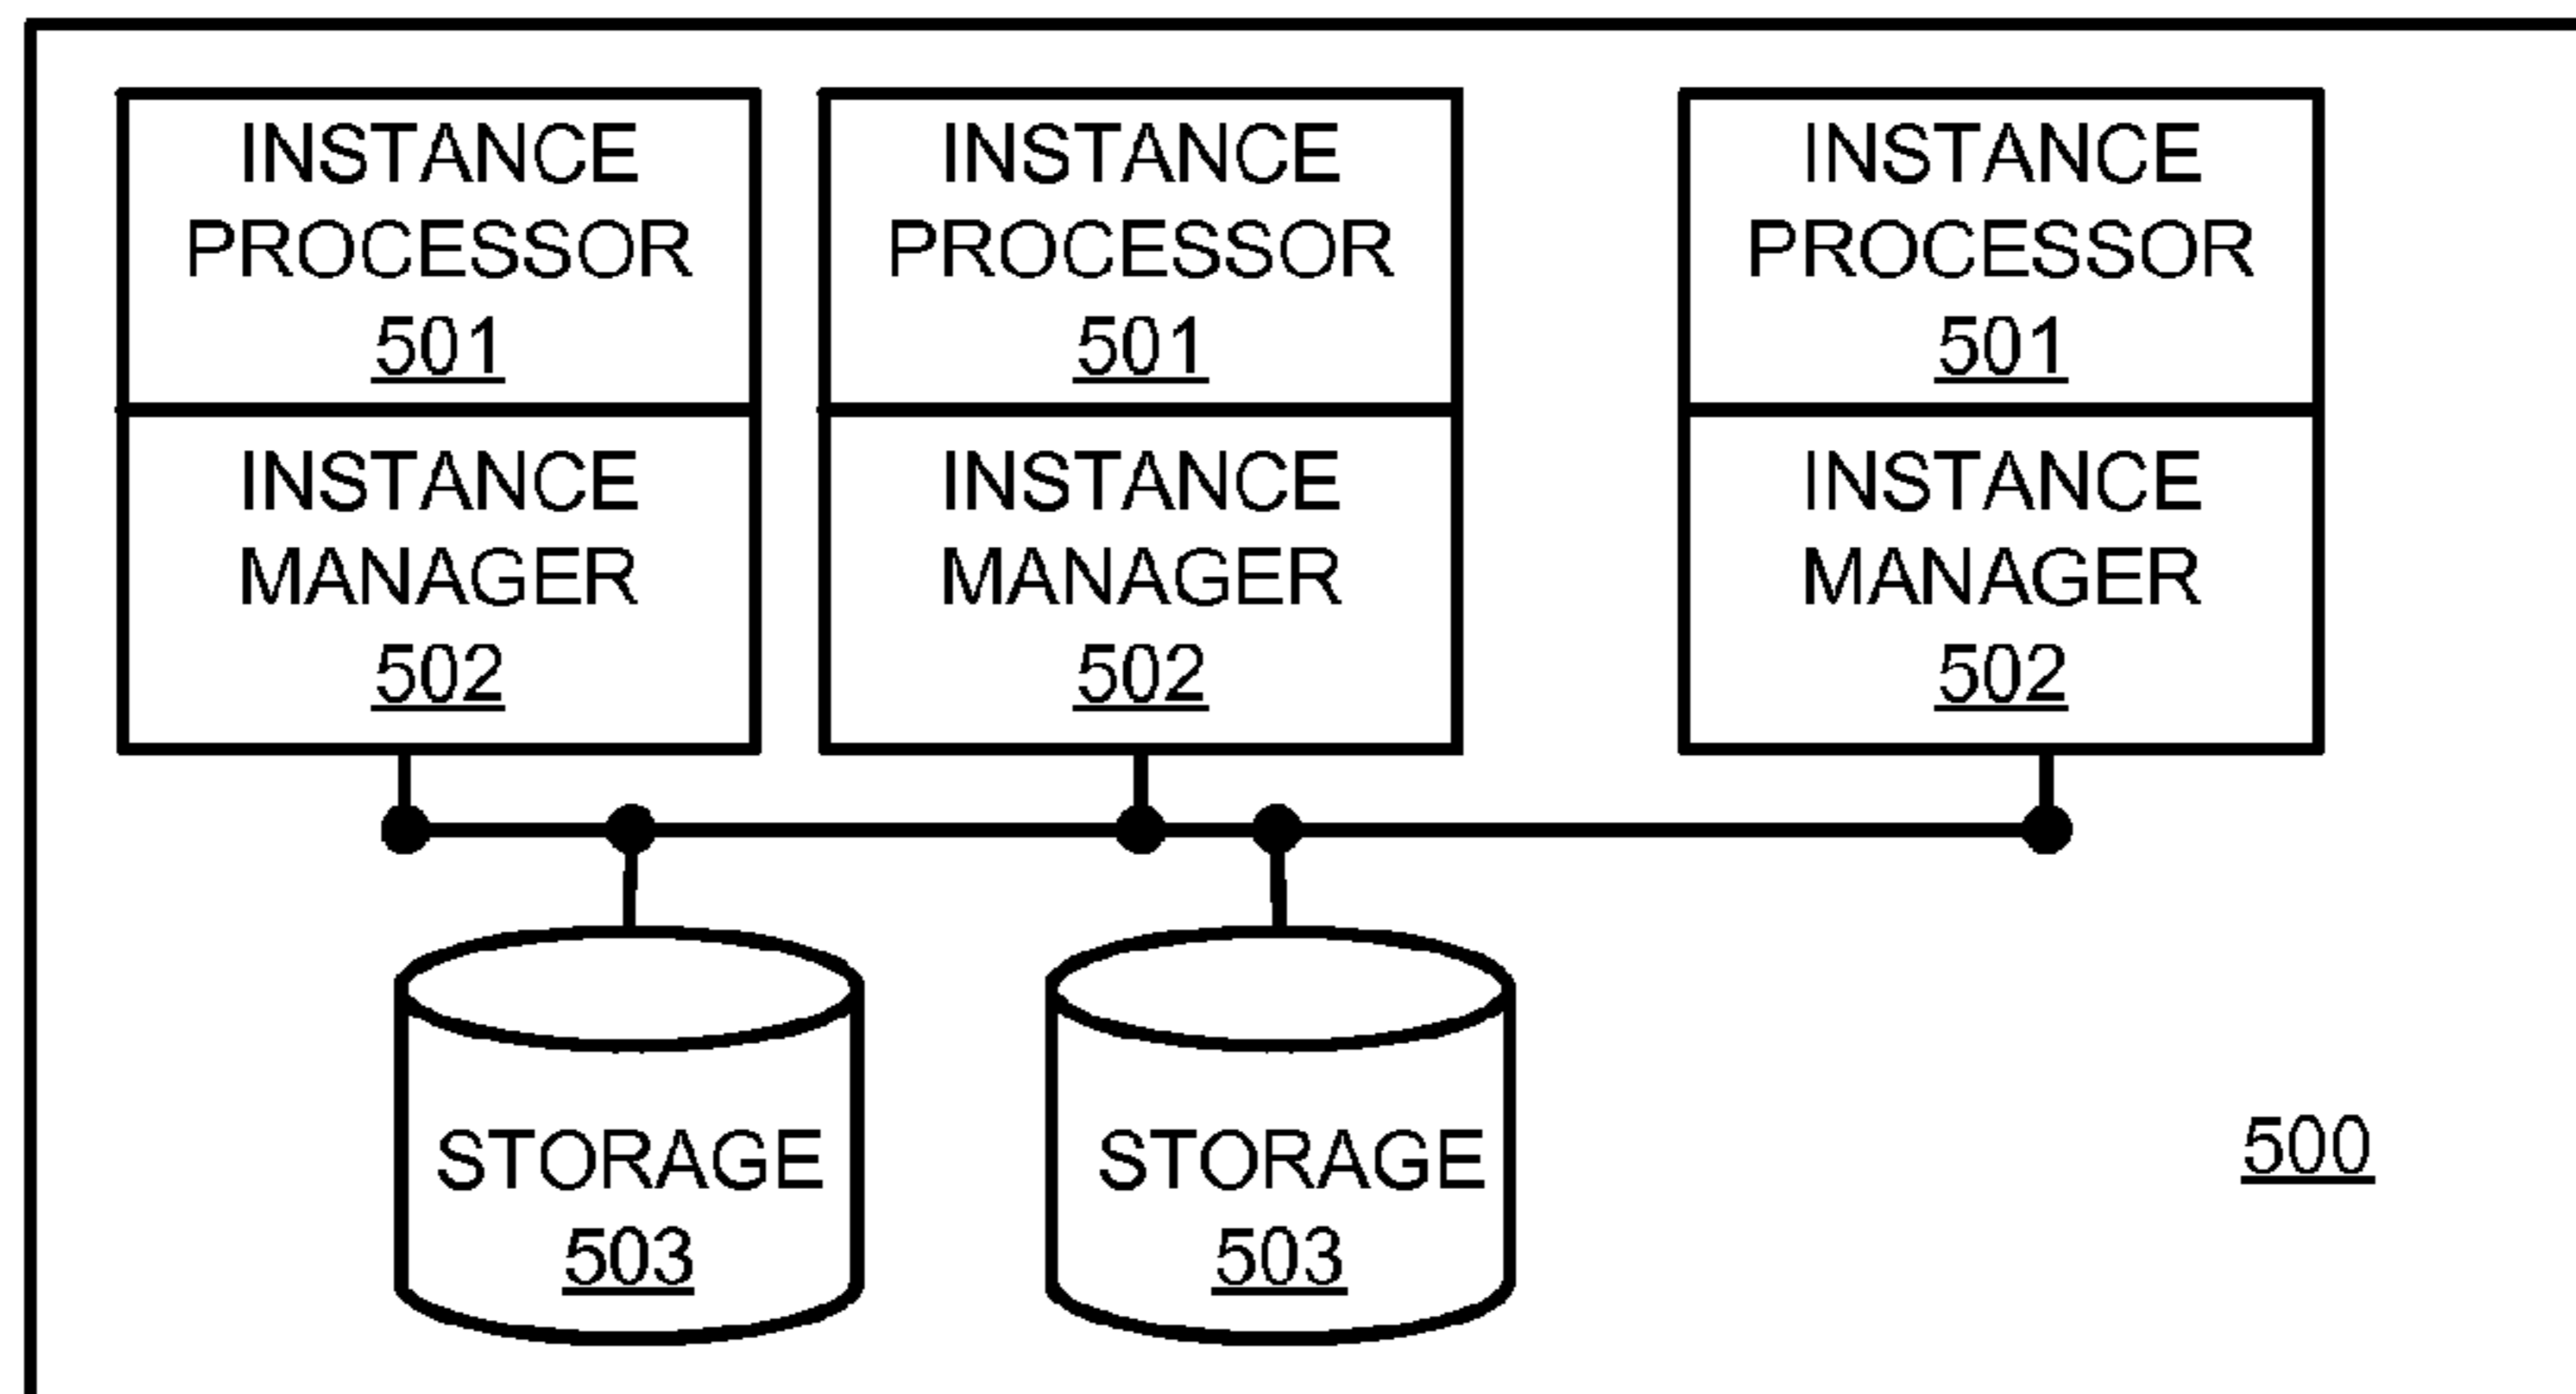 INSTANCE
PROCESSOR
501
INSTANCE
MANAGER
502
INSTANCE
PROCESSOR
501
INSTANCE
MANAGER
502
INSTANCE
PROCESSOR
501
INSTANCE
MANAGER
502
STORAGE
503
STORAGE
503
500